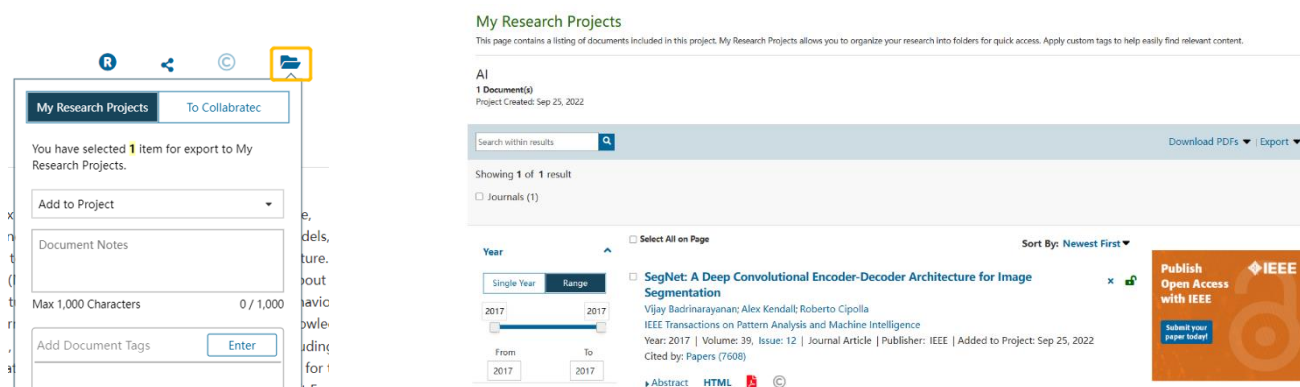 My Research Projects
To Collabratec
You have selected 1 item for export to My
Research Projects.
Add to Project
Document Notes
Max 1,000 Characters
0 / 1,000
Add Document Tags
Enter
My Research Projects
This page contains a listing of documents included in this project. My Research Projects allows you to organize your research into folders for quick access. Apply custom tags to help easily find relevant content.
AI
1 Document(s)
Project Created: Sep 25, 2022
Search within results
Download PDFs | Export
Showing 1 of 1 result
Journals (1)
Year
Single Year
Range
2017
2017
From
To
2017
2017
Select All on Page
Sort By: Newest First
SegNet: A Deep Convolutional Encoder-Decoder Architecture for Image
Segmentation
Vijay Badrinarayanan; Alex Kendall; Roberto Cipolla
IEEE Transactions on Pattern Analysis and Machine Intelligence
Year: 2017 | Volume: 39, Issue: 12 | Journal Article | Publisher: IEEE | Added to Project: Sep 25, 2022
Cited by: Papers (7608)
Abstract HTML
Publish
Open Access
with IEEE
IEEE
Submit your
paper today!